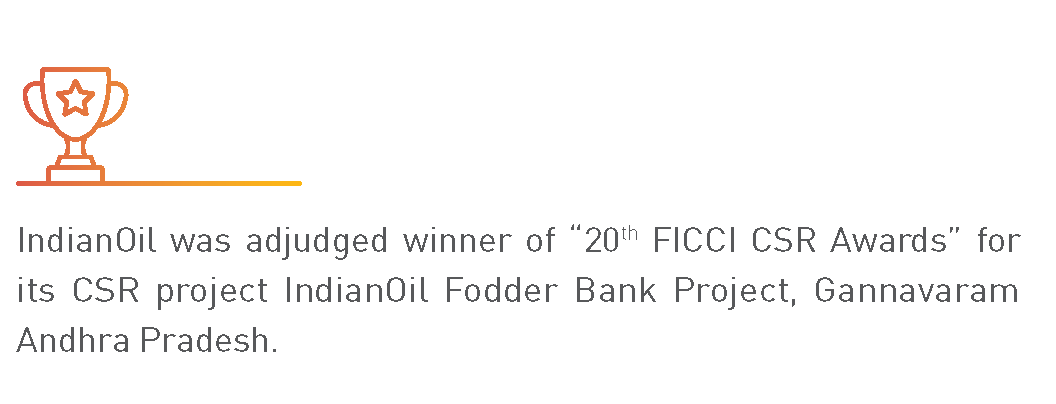 IndianOil was adjudged winner of “20th FICCI CSR Awards” for
its CSR project IndianOil Fodder Bank Project, Gannavaram
Andhra Pradesh.